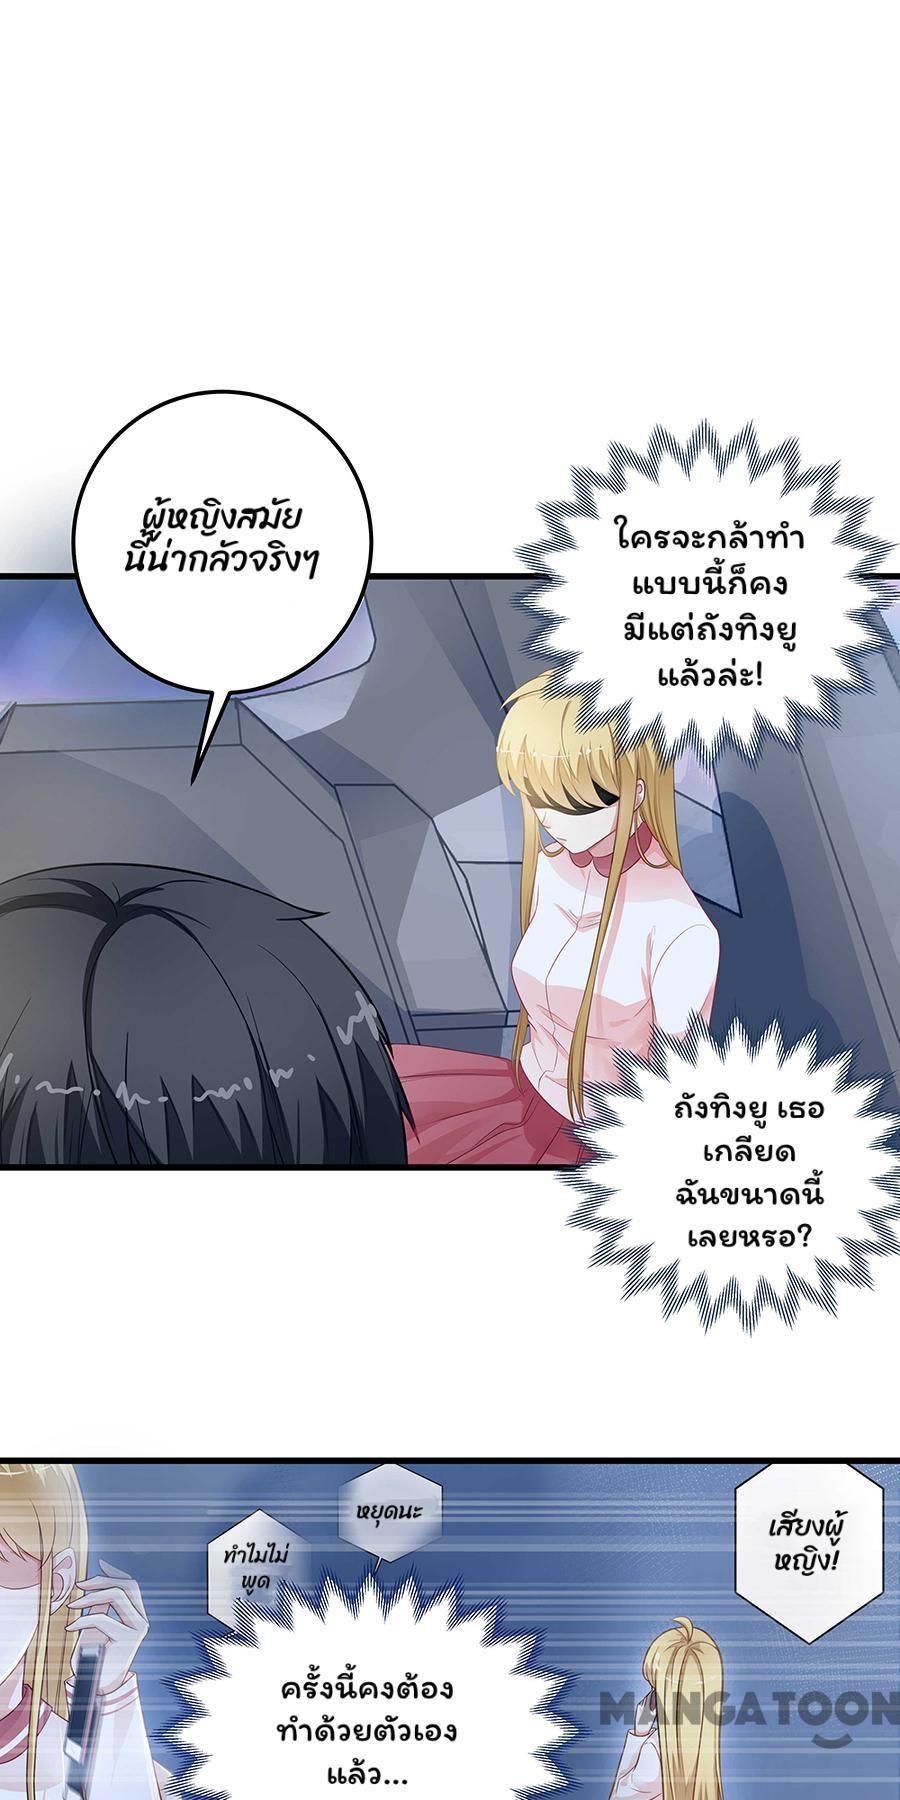 ผู้หญิงสมัย
นี้น่ากลัวจริงๆ
ใครจะกล้าทำ
แบบนี้ก็คง
มีแต่ถังทิงยู
แล้วล่ะ!
ถังทิงยู เธอ
เกลียด
ฉันขนาดนี้
เลยหรอ?
หยุดนะ
ทำไมไม่
พูด
เสียงผู้
หญิง!
ครั้งนี้คงต้อง
ทำด้วยตัวเอง
แล้ว...
MANGATOON